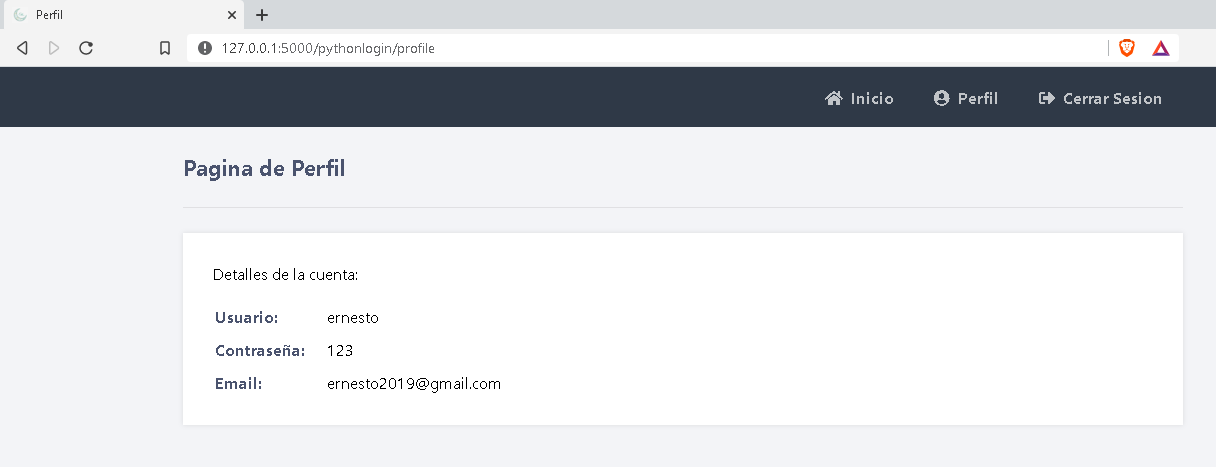 Perfil
127.0.0.1:5000/pythonlogin/profile
Inicio Perfil Cerrar Sesion
Pagina de Perfil
Detalles de la cuenta:
Usuario: ernesto
Contraseña: 123
Email: ernesto2019@gmail.com